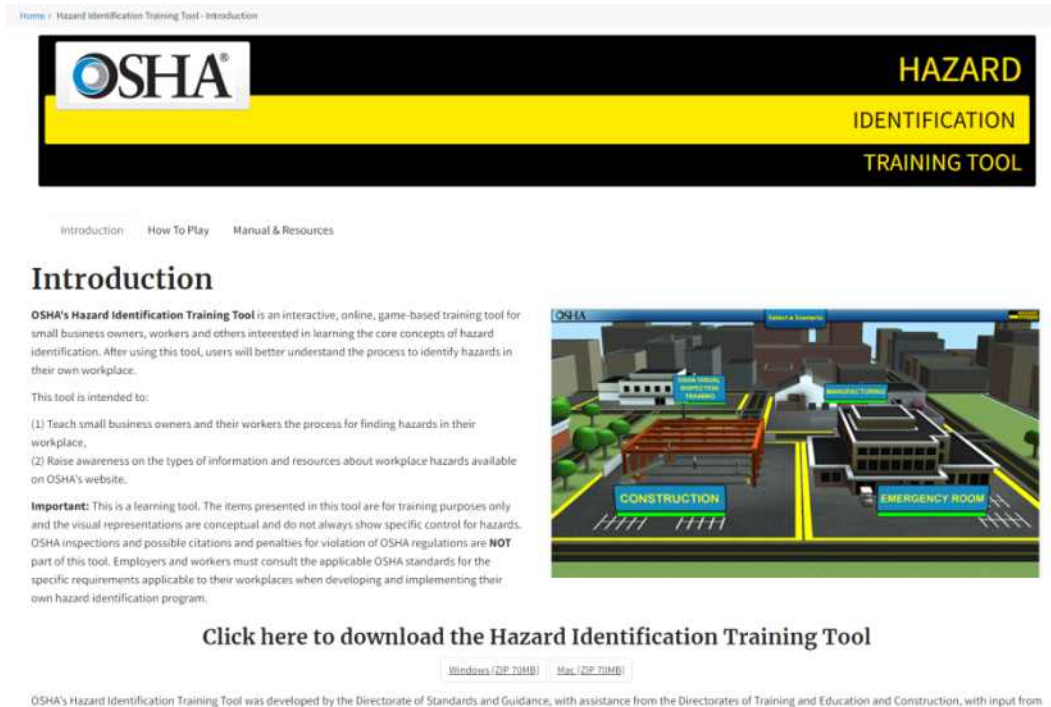 Home › Hazard Identification Training Tool - Introduction
OSHA®
HAZARD
IDENTIFICATION
TRAINING TOOL
Introduction How To Play Manual & Resources
Introduction
OSHA's Hazard Identification Training Tool is an interactive, online, game-based training tool for
small business owners, workers and others interested in learning the core concepts of hazard
identification. After using this tool, users will better understand the process to identify hazards in
their own workplace.
This tool is intended to:
(1) Teach small business owners and their workers the process for finding hazards in their
workplace,
(2) Raise awareness on the types of information and resources about workplace hazards available
on OSHA's website.
Important: This is a learning tool. The items presented in this tool are for training purposes only
and the visual representations are conceptual and do not always show specific control for hazards.
OSHA inspections and possible citations and penalties for violation of OSHA regulations are NOT
part of this tool. Employers and workers must consult the applicable OSHA standards for the
specific requirements applicable to their workplaces when developing and implementing their
own hazard identification program.
OSHA
Select a Scenario
OSHA VISUAL
INSPECTION
TRAINING
MANUFACTURING
CONSTRUCTION
EMERGENCY ROOM
Click here to download the Hazard Identification Training Tool
Windows (ZIP 70MB) Mac (ZIP 70MB)
OSHA's Hazard Identification Training Tool was developed by the Directorate of Standards and Guidance, with assistance from the Directorates of Training and Education and Construction, with input from